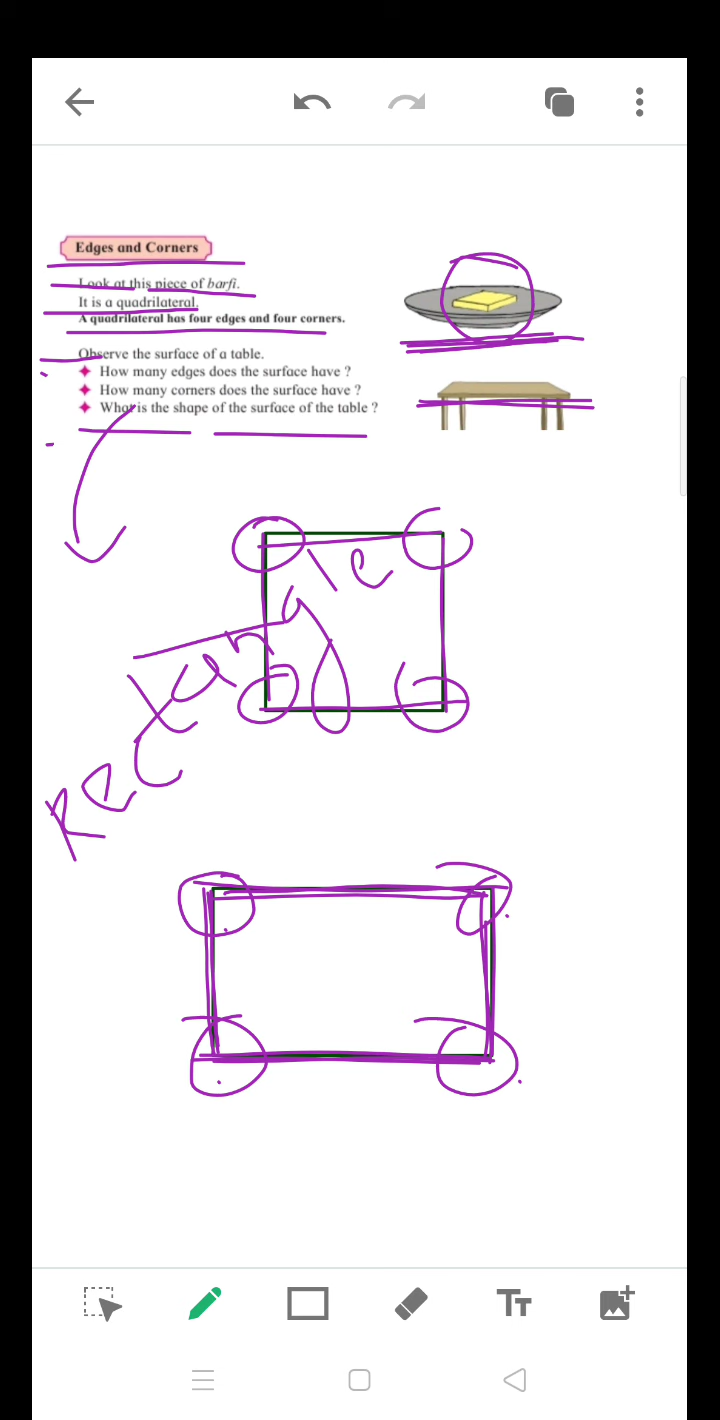 Edges and Corners
Look at this piece of barfi.
It is a quadrilateral.
A quadrilateral has four edges and four corners.
Observe the surface of a table.
✦ How many edges does the surface have ?
✦ How many corners does the surface have ?
✦ What is the shape of the surface of the table ?
Rectangle
TT